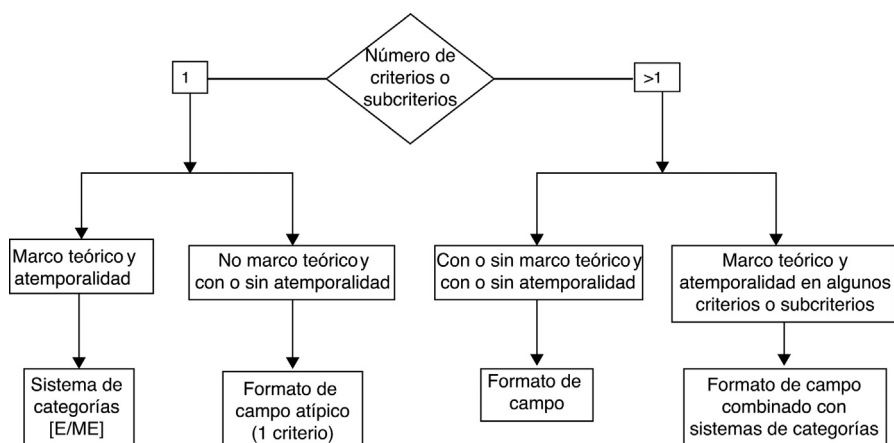 Número de
criterios o
subcriterios
1
>1
Marco teórico y
atemporalidad
No marco teórico y
con o sin atemporalidad
Con o sin marco teórico y
con o sin atemporalidad
Marco teórico y
atemporalidad en algunos
criterios o subcriterios
Sistema de
categorías
[E/ME]
Formato de
campo atípico
(1 criterio)
Formato de
campo
Formato de campo
combinado con
sistemas de categorías